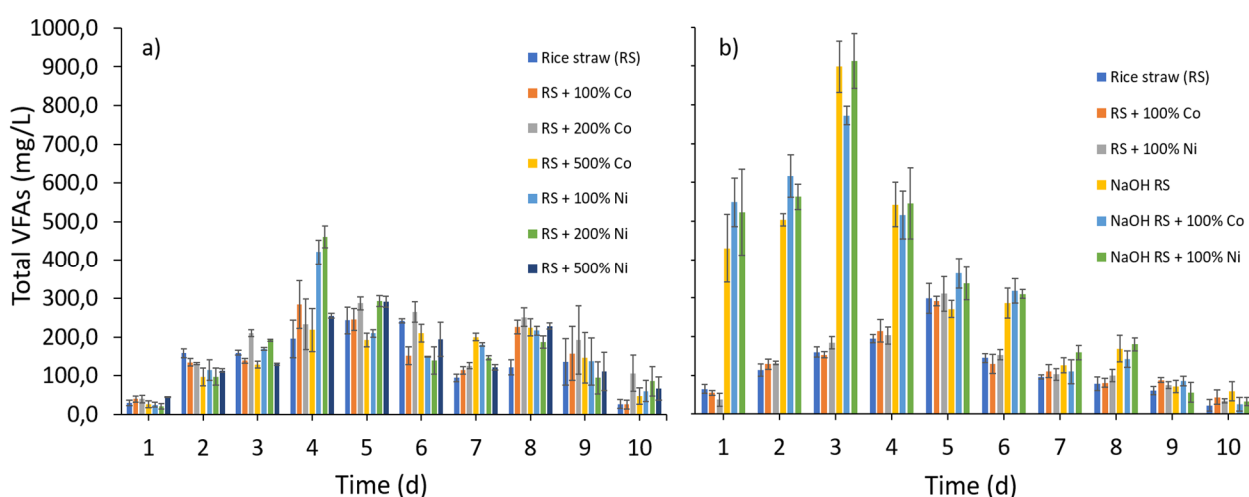 Total VFAs (mg/L)
1000,0
900,0
800,0
700,0
600,0
500,0
400,0
300,0
200,0
100,0
0,0
a)
Rice straw (RS)
RS + 100% Co
RS + 200% Co
RS + 500% Co
RS + 100% Ni
RS + 200% Ni
RS + 500% Ni
1 2 3 4 5 6 7 8 9 10
Time (d)
b)
Rice straw (RS)
RS + 100% Co
RS + 100% Ni
NaOH RS
NaOH RS + 100% Co
NaOH RS + 100% Ni
1 2 3 4 5 6 7 8 9 10
Time (d)